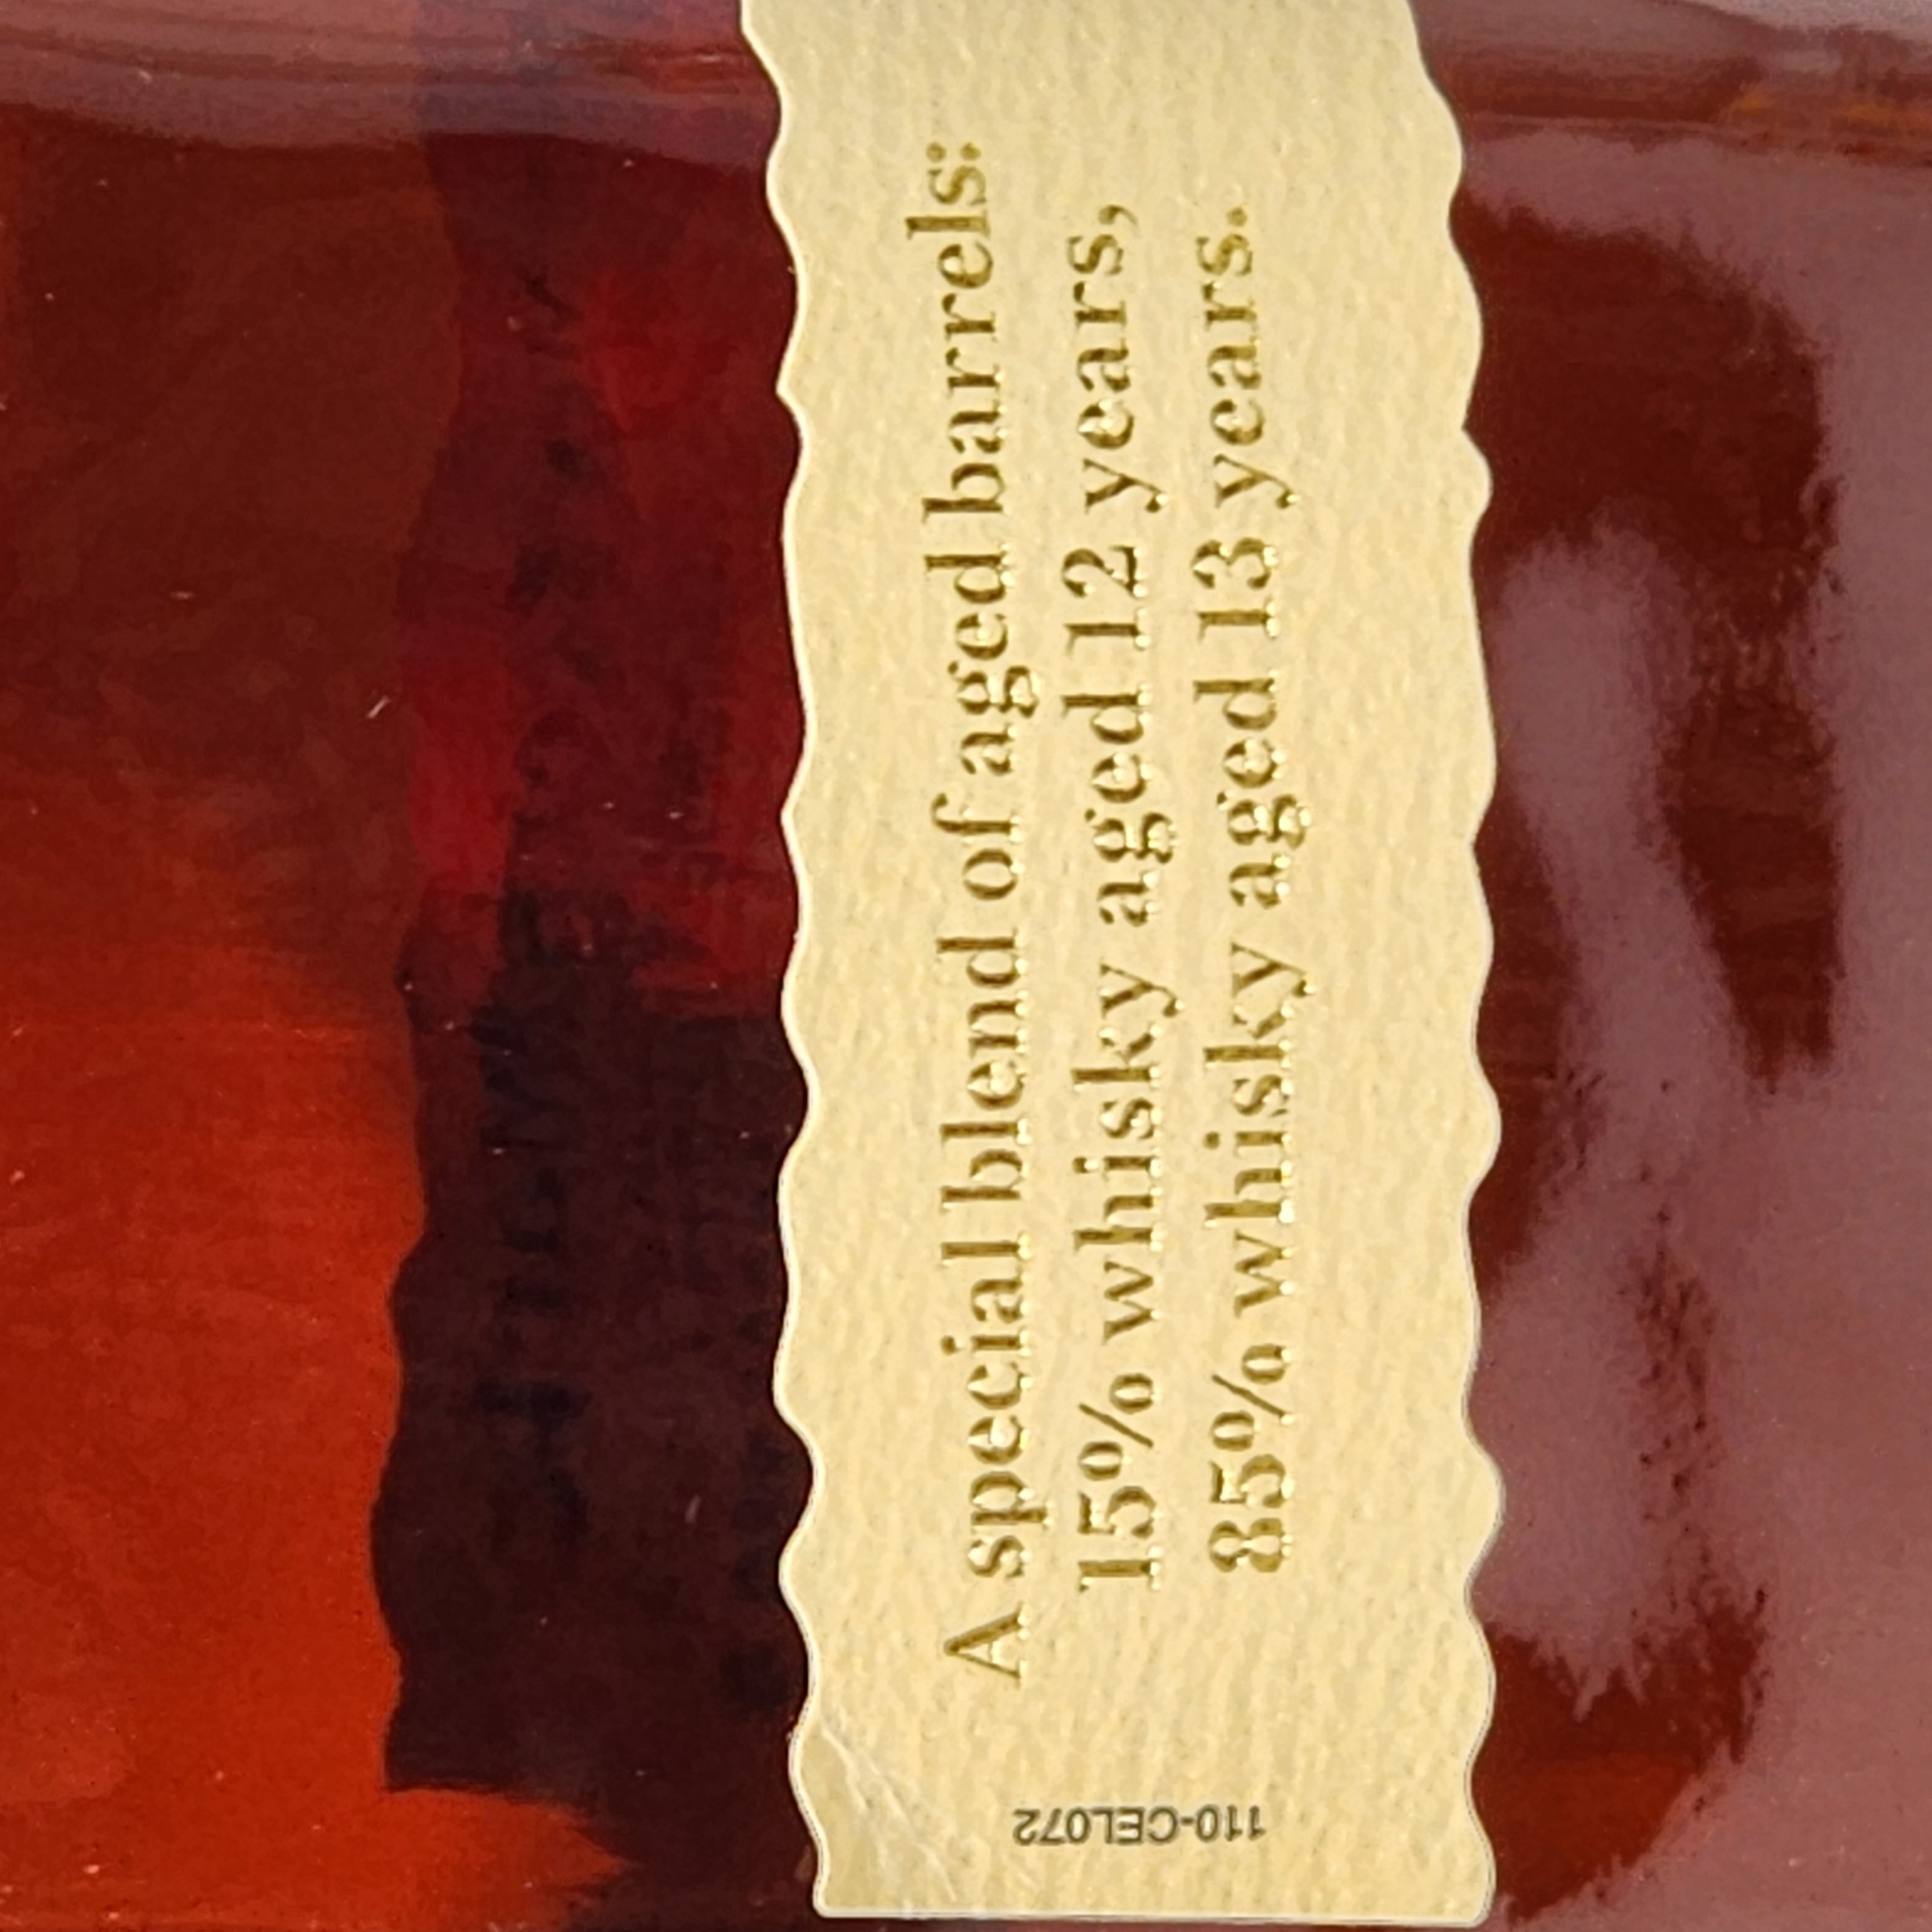 A special blend of aged barrels:
15% whisky aged 12 years,
85% whisky aged 13 years.
110-CEL072